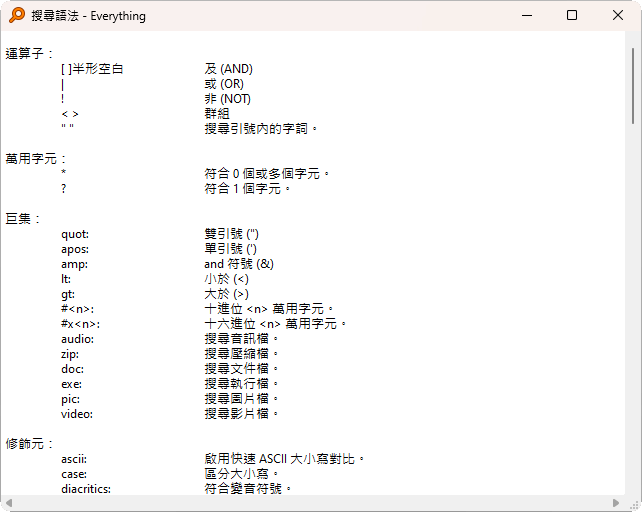 搜尋語法 - Everything
運算子：
[ ]半形空白 及 (AND)
| 或 (OR)
! 非 (NOT)
< > 群組
" " 搜尋引號內的字詞。
萬用字元：
* 符合 0 個或多個字元。
? 符合 1 個字元。
巨集：
quot: 雙引號 (")
apos: 單引號 (')
amp: and 符號 (&)
lt: 小於 (<)
gt: 大於 (>)
#<n>: 十進位 <n> 萬用字元。
#x<n>: 十六進位 <n> 萬用字元。
audio: 搜尋音訊檔。
zip: 搜尋壓縮檔。
doc: 搜尋文件檔。
exe: 搜尋執行檔。
pic: 搜尋圖片檔。
video: 搜尋影片檔。
修飾元：
ascii: 啟用快速 ASCII 大小寫對比。
case: 區分大小寫。
diacritics: 符合變音符號。